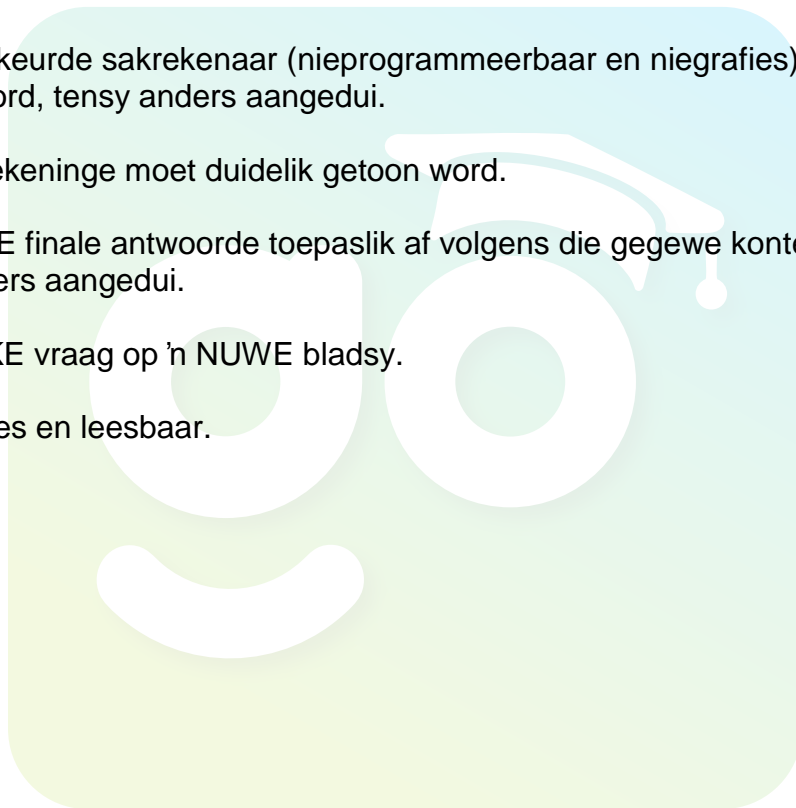 keurde sakrekenaar (nieprogrammeerbaar en niegrafies)
ord, tensy anders aangedui.
ekeninge moet duidelik getoon word.
E finale antwoorde toepaslik af volgens die gegewe konte
ers aangedui.
KE vraag op 'n NUWE bladsy.
es en leesbaar.
go